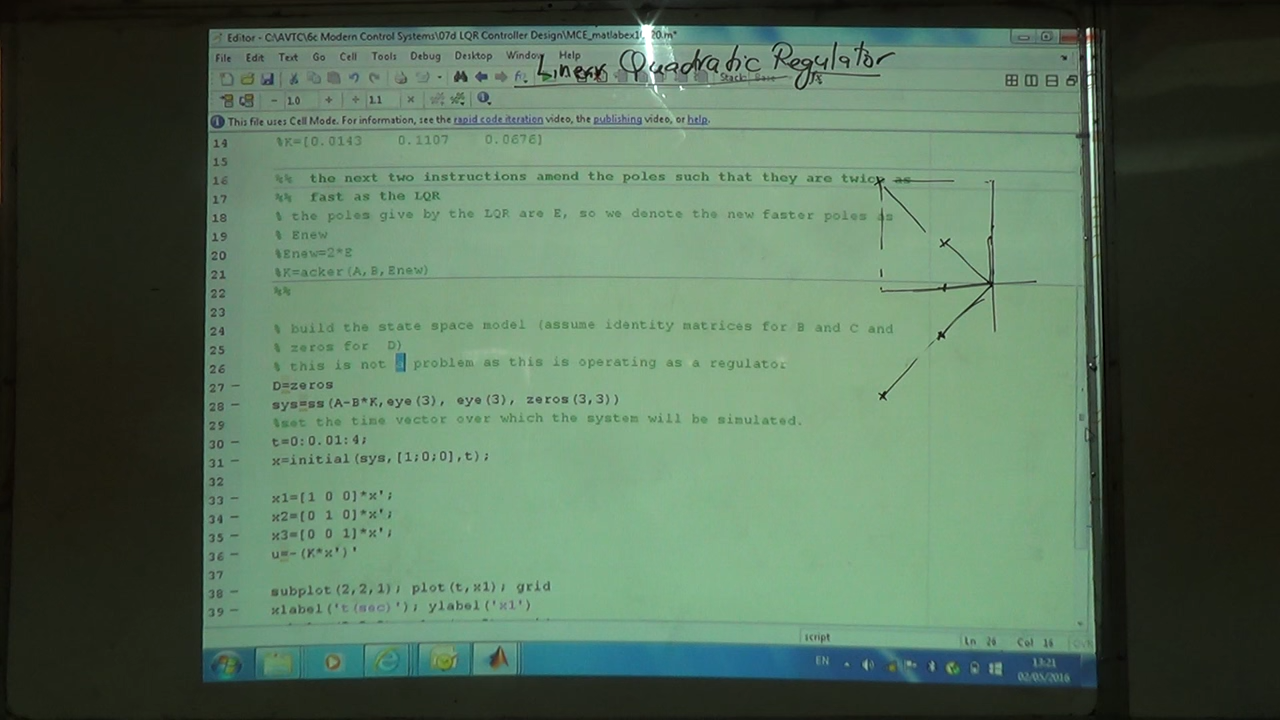 Editor - C:\AVTC\6c Modern Control Systems\07d LQR Controller Design\MCE_matlabex10_20.m*
File Edit Text Go Cell Tools Debug Desktop Window Help
Linear Quadratic Regulator
- 1.0 + ÷ 1.1 ×
This file uses Cell Mode. For information, see the rapid code iteration video, the publishing video, or help.
14 %K=[0.0143 0.1107 0.0676]
15
16 %% the next two instructions amend the poles such that they are twice as
17 %% fast as the LQR
18 % the poles give by the LQR are E, so we denote the new faster poles as
19 % Enew
20 %Enew=2*E
21 %K=acker(A,B,Enew)
22 %%
23
24 % build the state space model (assume identity matrices for B and C and
25 % zeros for D)
26 % this is not a problem as this is operating as a regulator
27 - D=zeros
28 - sys=ss(A-B*K,eye(3), eye(3), zeros(3,3))
29 %set the time vector over which the system will be simulated.
30 - t=0:0.01:4;
31 - x=initial(sys,[1;0;0],t);
32
33 - x1=[1 0 0]*x';
34 - x2=[0 1 0]*x';
35 - x3=[0 0 1]*x';
36 - u=-(K*x')'
37
38 - subplot(2,2,1); plot(t,x1); grid
39 - xlabel('t(sec)'); ylabel('x1')
script Ln 26 Col 16
EN 13:21
02/05/2016